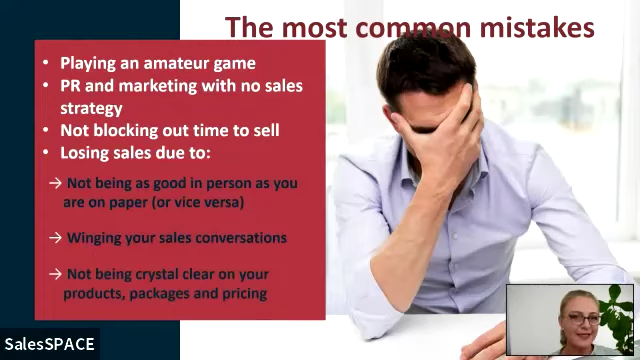 The most common mistakes
• Playing an amateur game
• PR and marketing with no sales
strategy
• Not blocking out time to sell
• Losing sales due to:
→ Not being as good in person as you
are on paper (or vice versa)
→ Winging your sales conversations
→ Not being crystal clear on your
products, packages and pricing
SalesSPACE